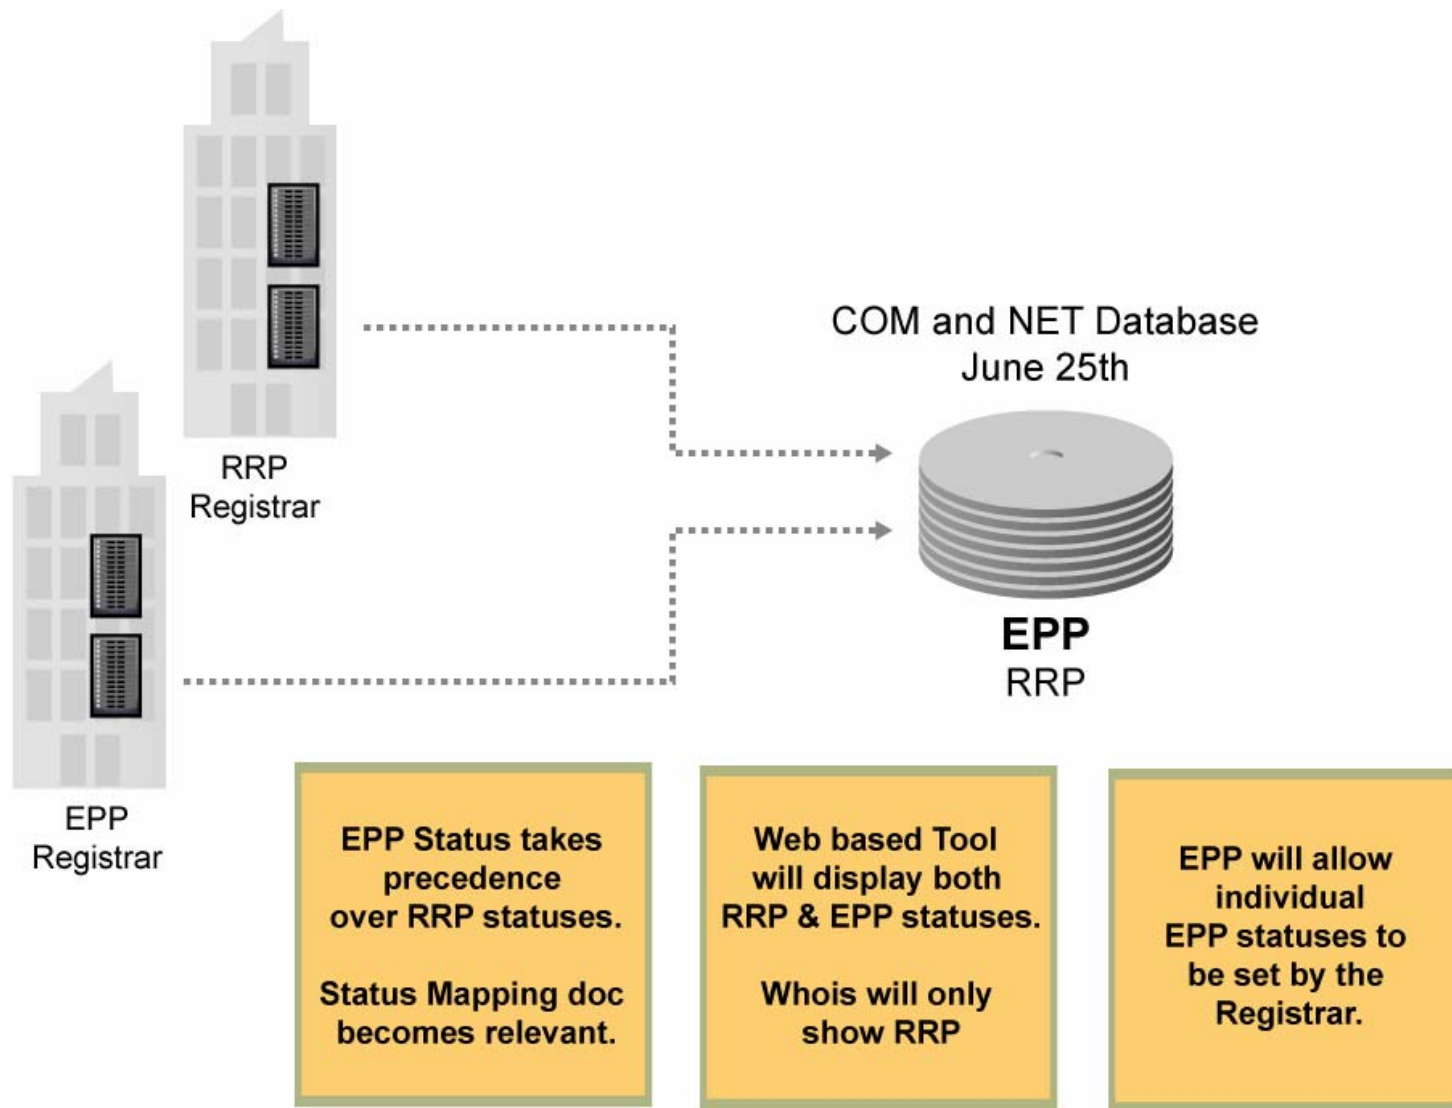 RRP
Registrar
EPP
Registrar
COM and NET Database
June 25th
EPP
RRP
EPP Status takes
precedence
over RRP statuses.
Status Mapping doc
becomes relevant.
Web based Tool
will display both
RRP & EPP statuses.
Whois will only
show RRP
EPP will allow
individual
EPP statuses to
be set by the
Registrar.